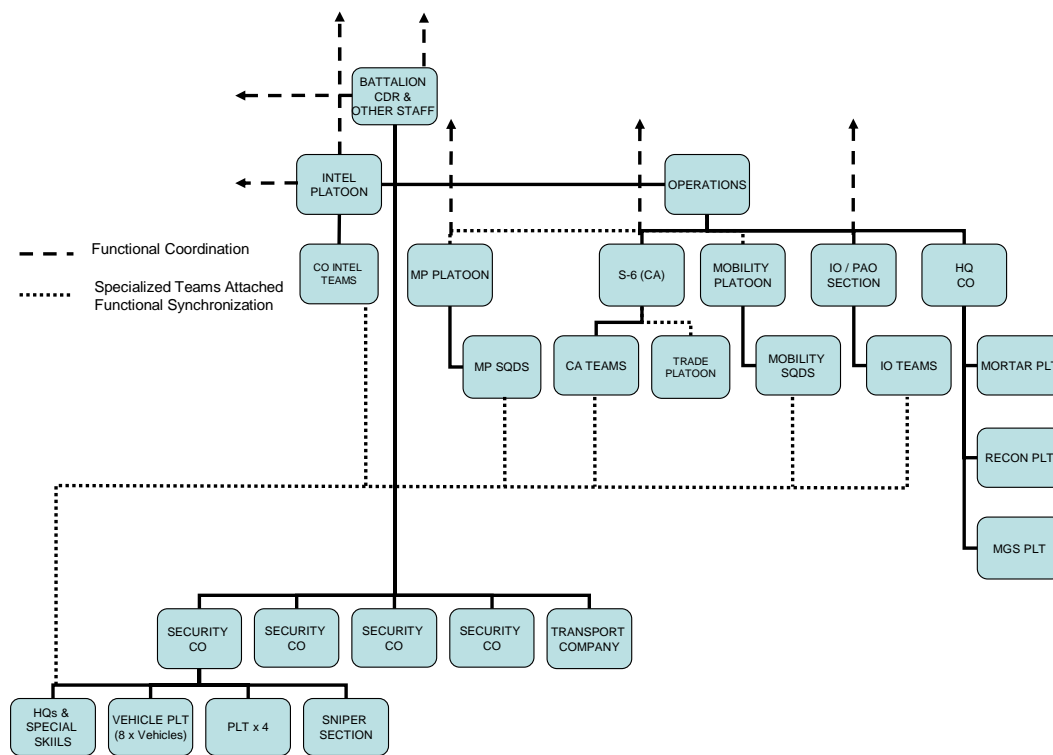 BATTALION
CDR &
OTHER STAFF
INTEL
PLATOON
OPERATIONS
Functional Coordination
Specialized Teams Attached
Functional Synchronization
CO INTEL
TEAMS
MP PLATOON
S-6 (CA)
MOBILITY
PLATOON
IO / PAO
SECTION
HQ
CO
MP SQDS
CA TEAMS
TRADE
PLATOON
MOBILITY
SQDS
IO TEAMS
MORTAR PLT
RECON PLT
MGS PLT
SECURITY
CO
SECURITY
CO
SECURITY
CO
SECURITY
CO
TRANSPORT
COMPANY
HQs &
SPECIAL
SKIILS
VEHICLE PLT
(8 x Vehicles)
PLT x 4
SNIPER
SECTION